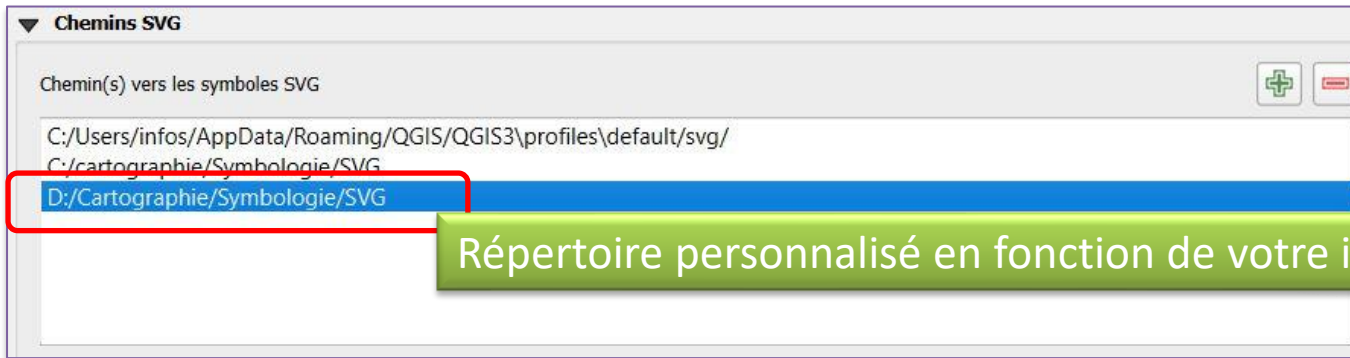 Chemins SVG
Chemin(s) vers les symboles SVG
C:/Users/infos/AppData/Roaming/QGIS/QGIS3\profiles\default/svg/
C:/cartographie/Symbologie/SVG
D:/Cartographie/Symbologie/SVG
Répertoire personnalisé en fonction de votre